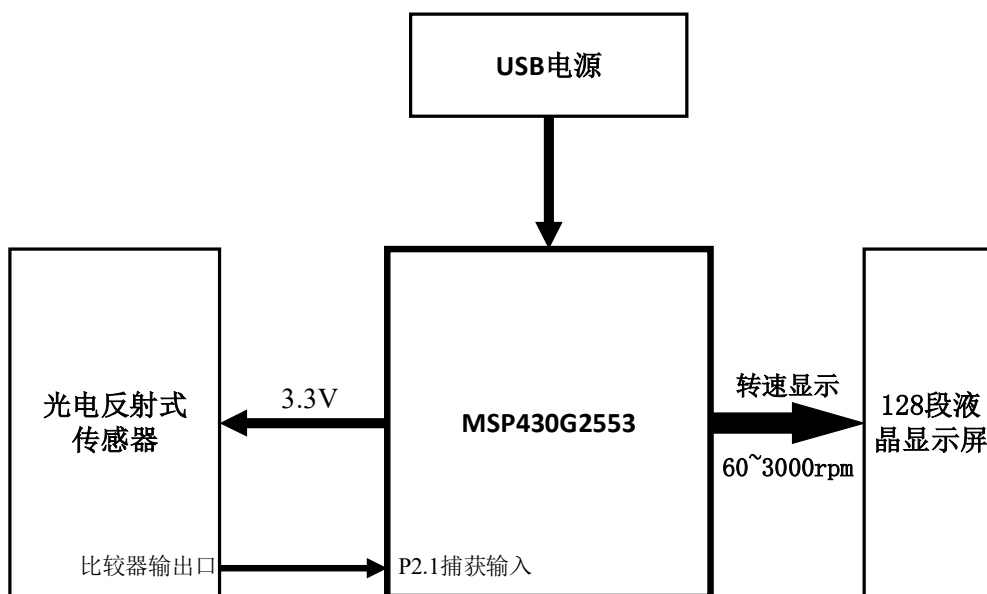 USB电源
光电反射式
传感器
3.3V
MSP430G2553
转速显示
60~3000rpm
128段液
晶显示屏
比较器输出口
P2.1捕获输入